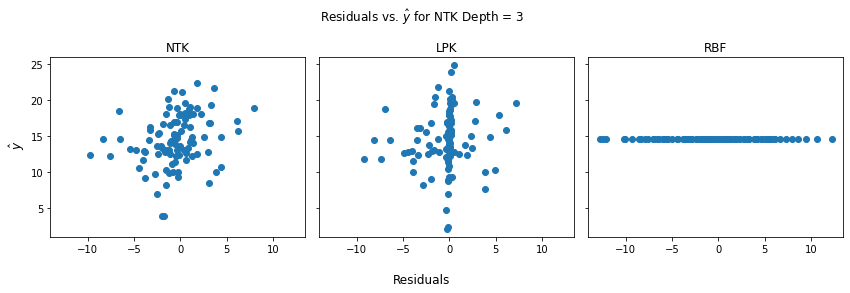 Residuals vs. ŷ for NTK Depth = 3
NTK LPK RBF
25
20
15
10
5
ŷ
−10 −5 0 5 10 −10 −5 0 5 10 −10 −5 0 5 10
Residuals